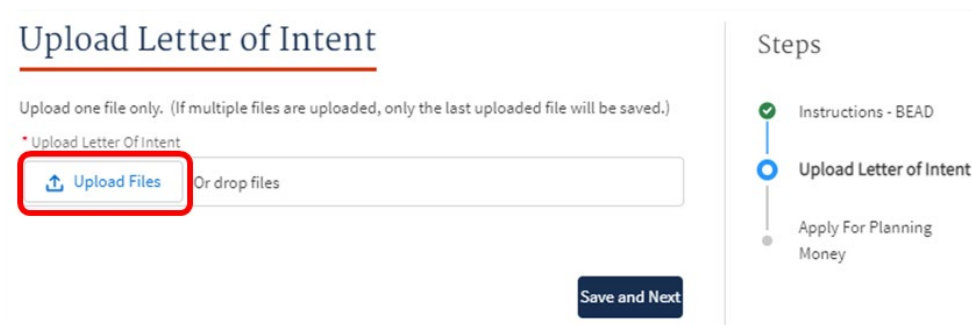 Upload Letter of Intent
Upload one file only. (If multiple files are uploaded, only the last uploaded file will be saved.)
* Upload Letter Of Intent
Upload Files
Or drop files
Save and Next
Steps
Instructions - BEAD
Upload Letter of Intent
Apply For Planning
Money